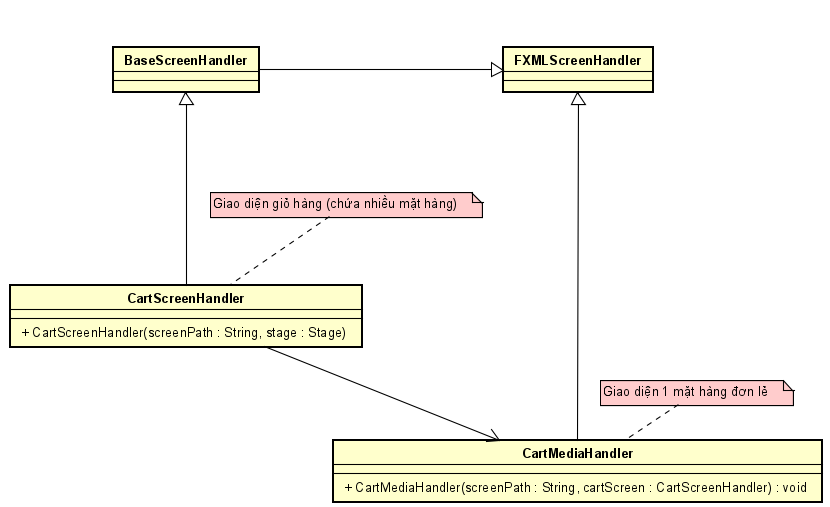 BaseScreenHandler
FXMLScreenHandler
Giao diện giỏ hàng (chứa nhiều mặt hàng)
CartScreenHandler
+ CartScreenHandler(screenPath : String, stage : Stage)
Giao diện 1 mặt hàng đơn lẻ
CartMediaHandler
+ CartMediaHandler(screenPath : String, cartScreen : CartScreenHandler) : void